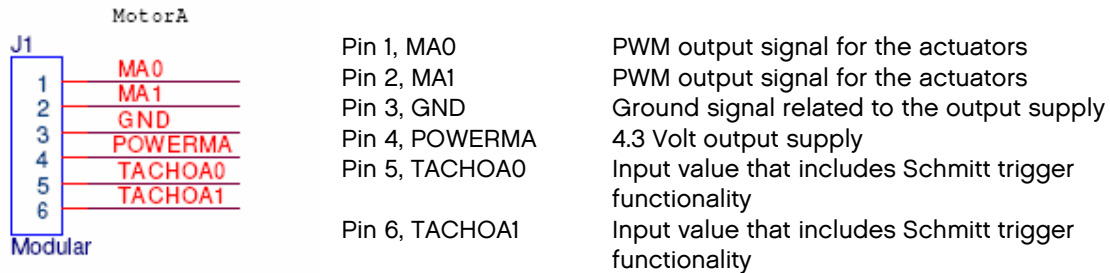 MotorA
J1
1 MA0
2 MA1
3 GND
4 POWERMA
5 TACHOA0
6 TACHOA1
Modular
Pin 1, MA0 PWM output signal for the actuators
Pin 2, MA1 PWM output signal for the actuators
Pin 3, GND Ground signal related to the output supply
Pin 4, POWERMA 4.3 Volt output supply
Pin 5, TACHOA0 Input value that includes Schmitt trigger
functionality
Pin 6, TACHOA1 Input value that includes Schmitt trigger
functionality